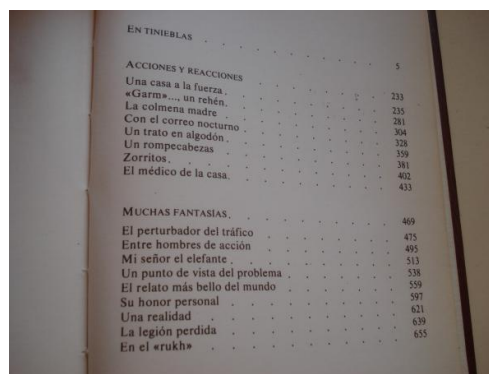 EN TINIEBLAS . . . . . . . . . . 5
ACCIONES Y REACCIONES . . . . . . . . 233
Una casa a la fuerza . . . . . . . . 235
«Garm»..., un rehén. . . . . . . . . 281
La colmena madre . . . . . . . . 304
Con el correo nocturno . . . . . . . . 328
Un trato en algodón . . . . . . . . 359
Un rompecabezas . . . . . . . . 381
Zorritos . . . . . . . . . . 402
El médico de la casa . . . . . . . . 433
MUCHAS FANTASÍAS . . . . . . . . 469
El perturbador del tráfico . . . . . . . 475
Entre hombres de acción . . . . . . . 495
Mi señor el elefante . . . . . . . . 513
Un punto de vista del problema . . . . . . 538
El relato más bello del mundo . . . . . . 559
Su honor personal . . . . . . . . 597
Una realidad . . . . . . . . . 621
La legión perdida . . . . . . . . 639
En el «rukh» . . . . . . . . . 655